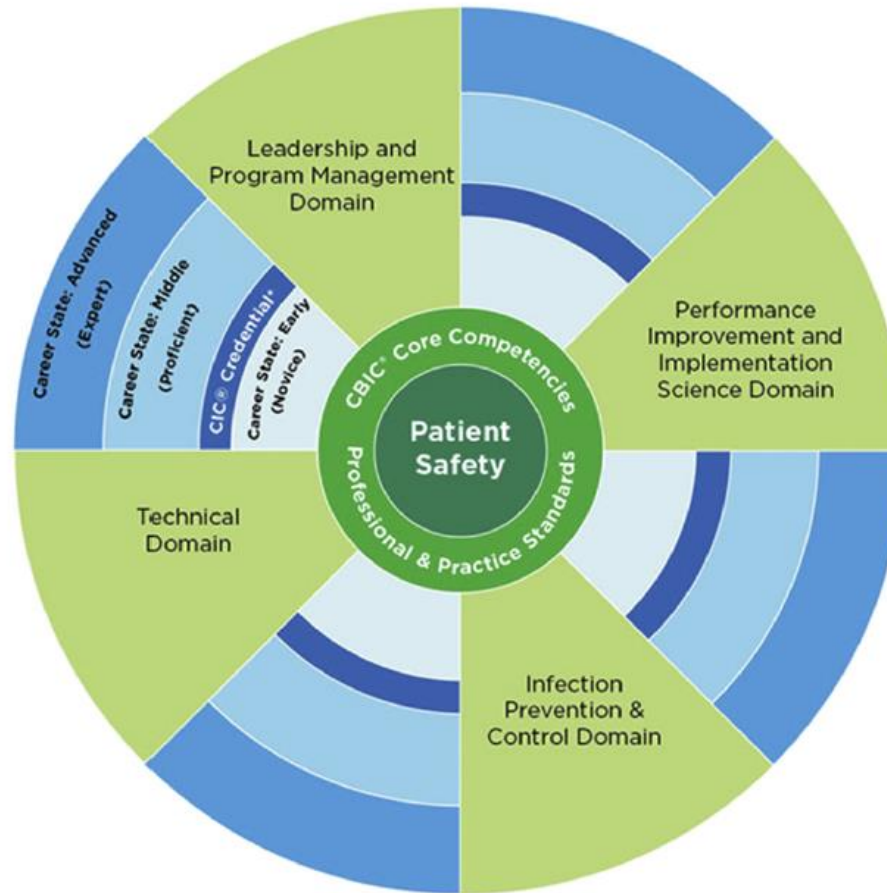 Leadership and
Program Management
Domain
Performance
Improvement and
Implementation
Science Domain
Infection
Prevention &
Control Domain
Technical
Domain
Career State: Advanced
(Expert)
Career State: Middle
(Proficient)
CIC® Credential*
Career State: Early
(Novice)
CBIC® Core Competencies
Patient
Safety
Professional & Practice Standards